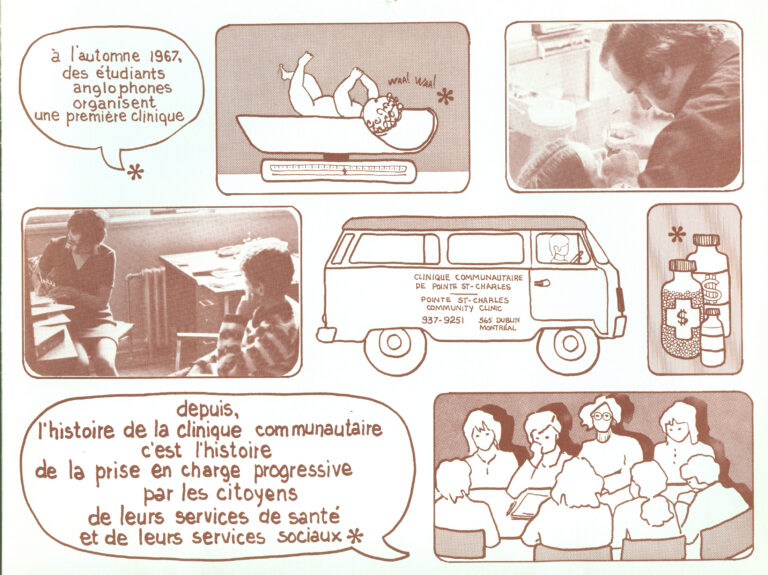 à l'automne 1967,
des étudiants
anglophones
organisent
une première clinique
*
waa! waa!
*
CLINIQUE COMMUNAUTAIRE
DE POINTE ST-CHARLES
POINTE ST-CHARLES
COMMUNITY CLINIC
937-9251 565 DUBLIN
MONTRÉAL
*
$
$
$
depuis,
l'histoire de la clinique communautaire
c'est l'histoire
de la prise en charge progressive
par les citoyens
de leurs services de santé
et de leurs services sociaux *